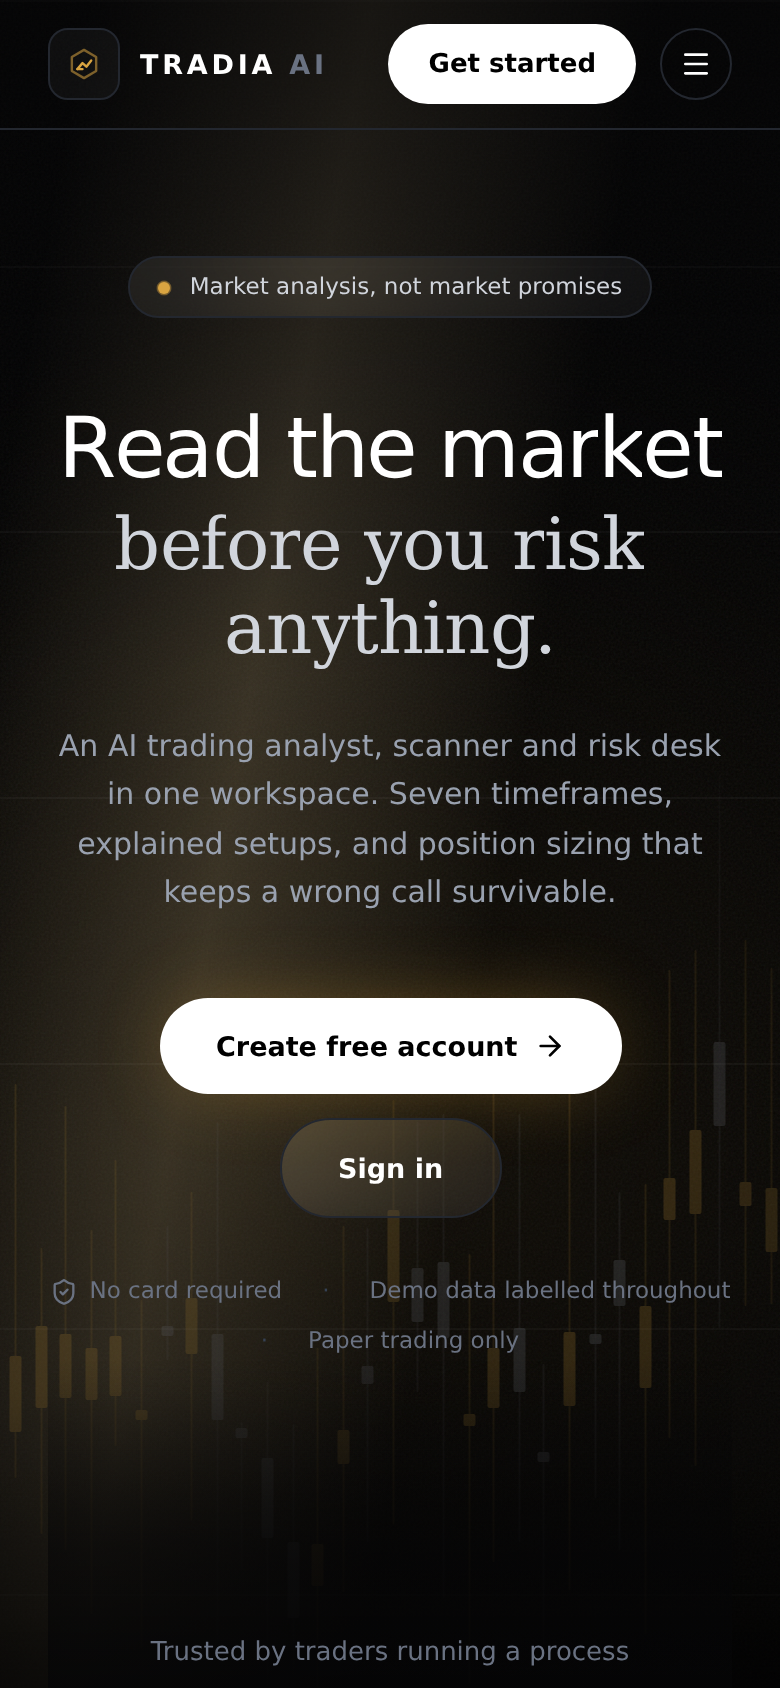 TRADIA AI
Get started
Market analysis, not market promises
Read the market
before you risk
anything.
An AI trading analyst, scanner and risk desk
in one workspace. Seven timeframes,
explained setups, and position sizing that
keeps a wrong call survivable.
Create free account →
Sign in
No card required · Demo data labelled throughout
· Paper trading only
Trusted by traders running a process